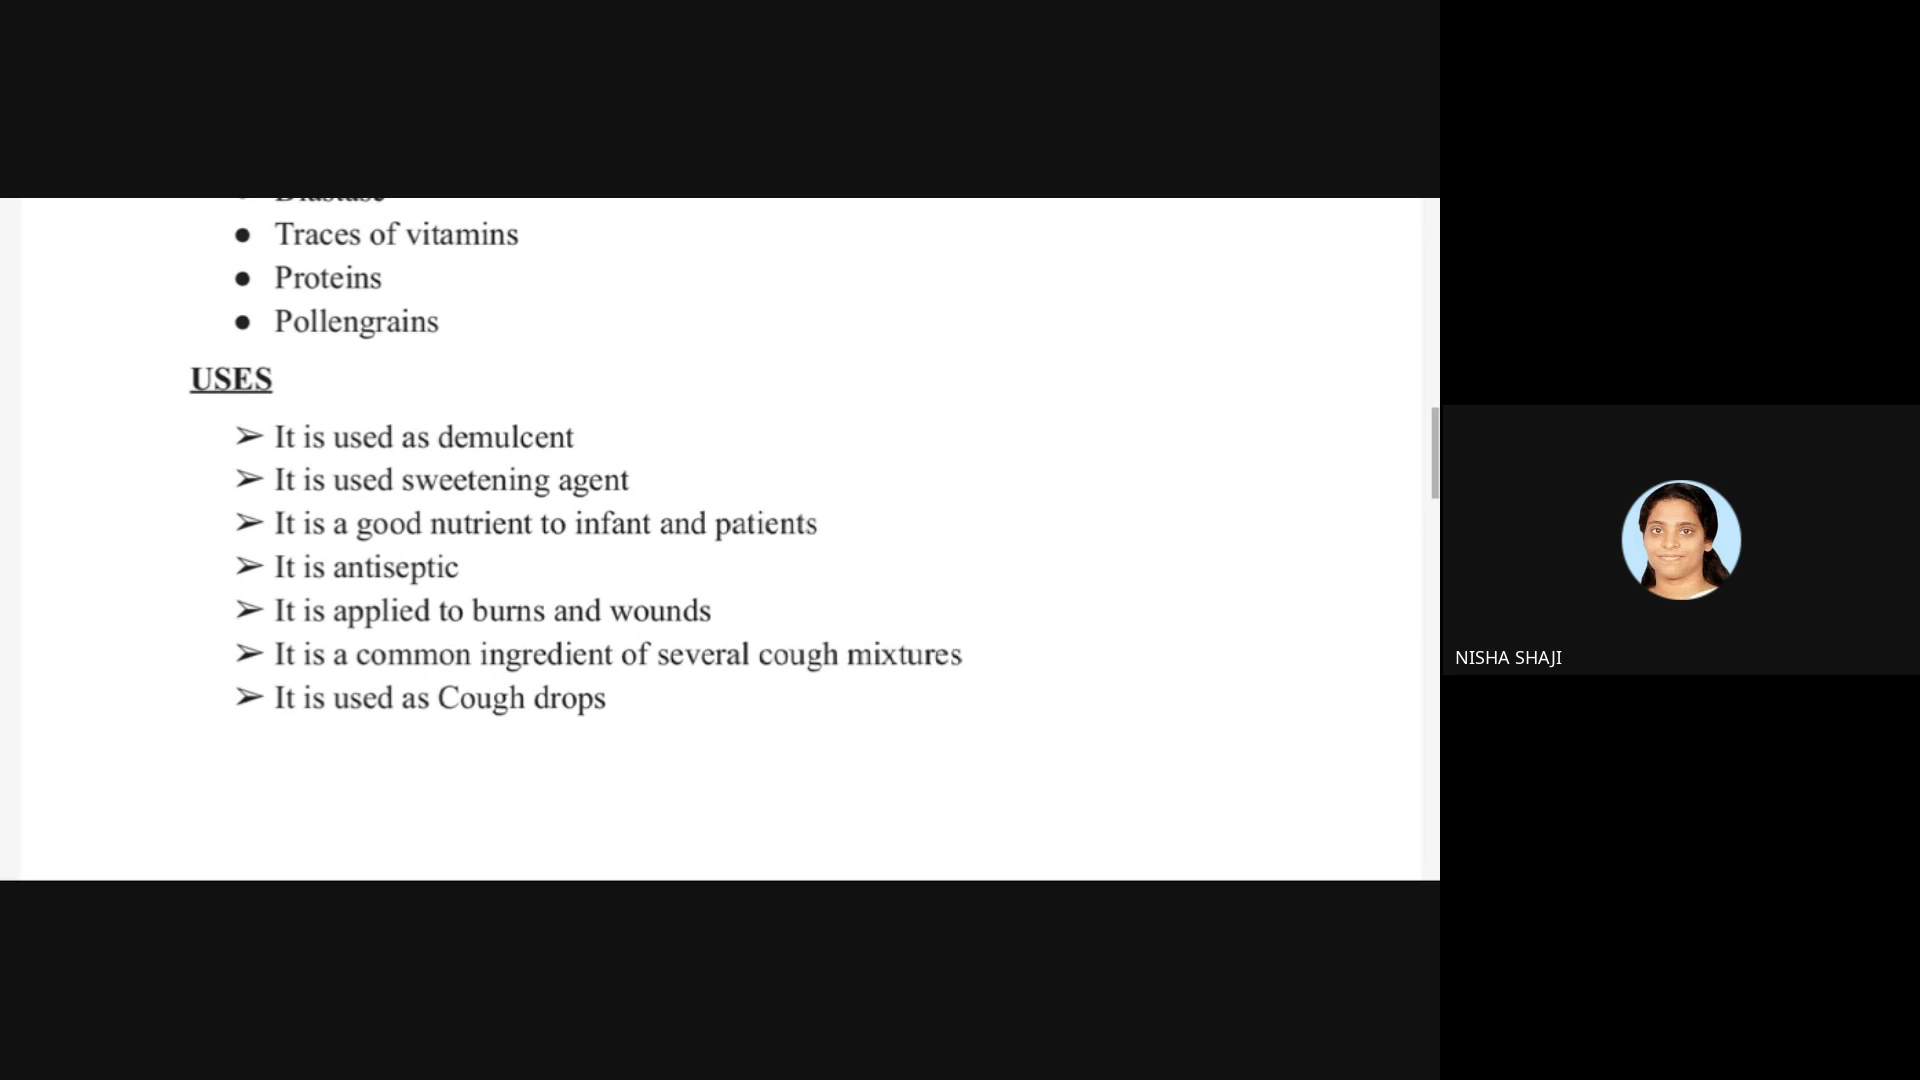 ● Traces of vitamins
● Proteins
● Pollengrains
USES
➢ It is used as demulcent
➢ It is used sweetening agent
➢ It is a good nutrient to infant and patients
➢ It is antiseptic
➢ It is applied to burns and wounds
➢ It is a common ingredient of several cough mixtures
➢ It is used as Cough drops
NISHA SHAJI